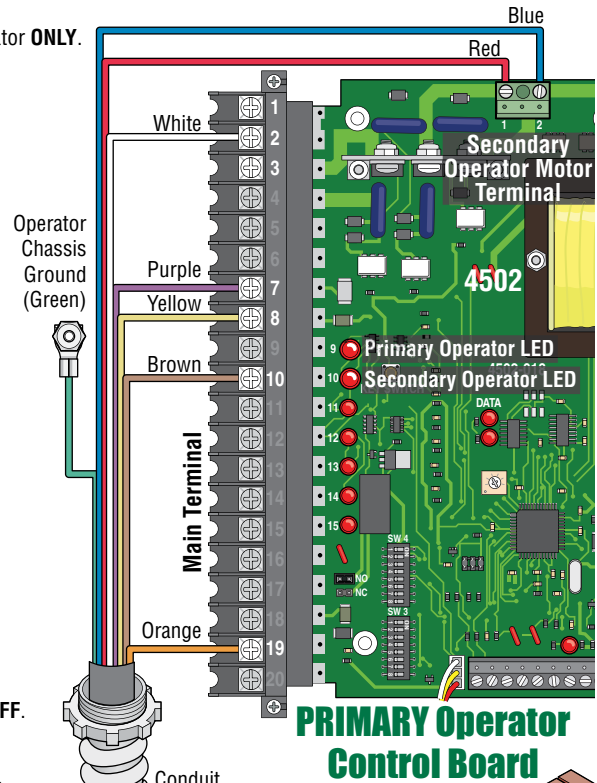 Blue
ator ONLY.
Red
White
1
2
3
4
5
6
7
8
9
10
11
12
13
14
15
16
17
18
19
20
1 2
Secondary
Operator Motor
Terminal
Operator
Chassis
Ground
(Green)
Purple
Yellow
Brown
Orange
4502
9 Primary Operator LED
10 Secondary Operator LED
DATA
11
12
13
14
15
Main Terminal
SW 4
NO
NC
SW 3
FF.
PRIMARY Operator
Control Board
Conduit